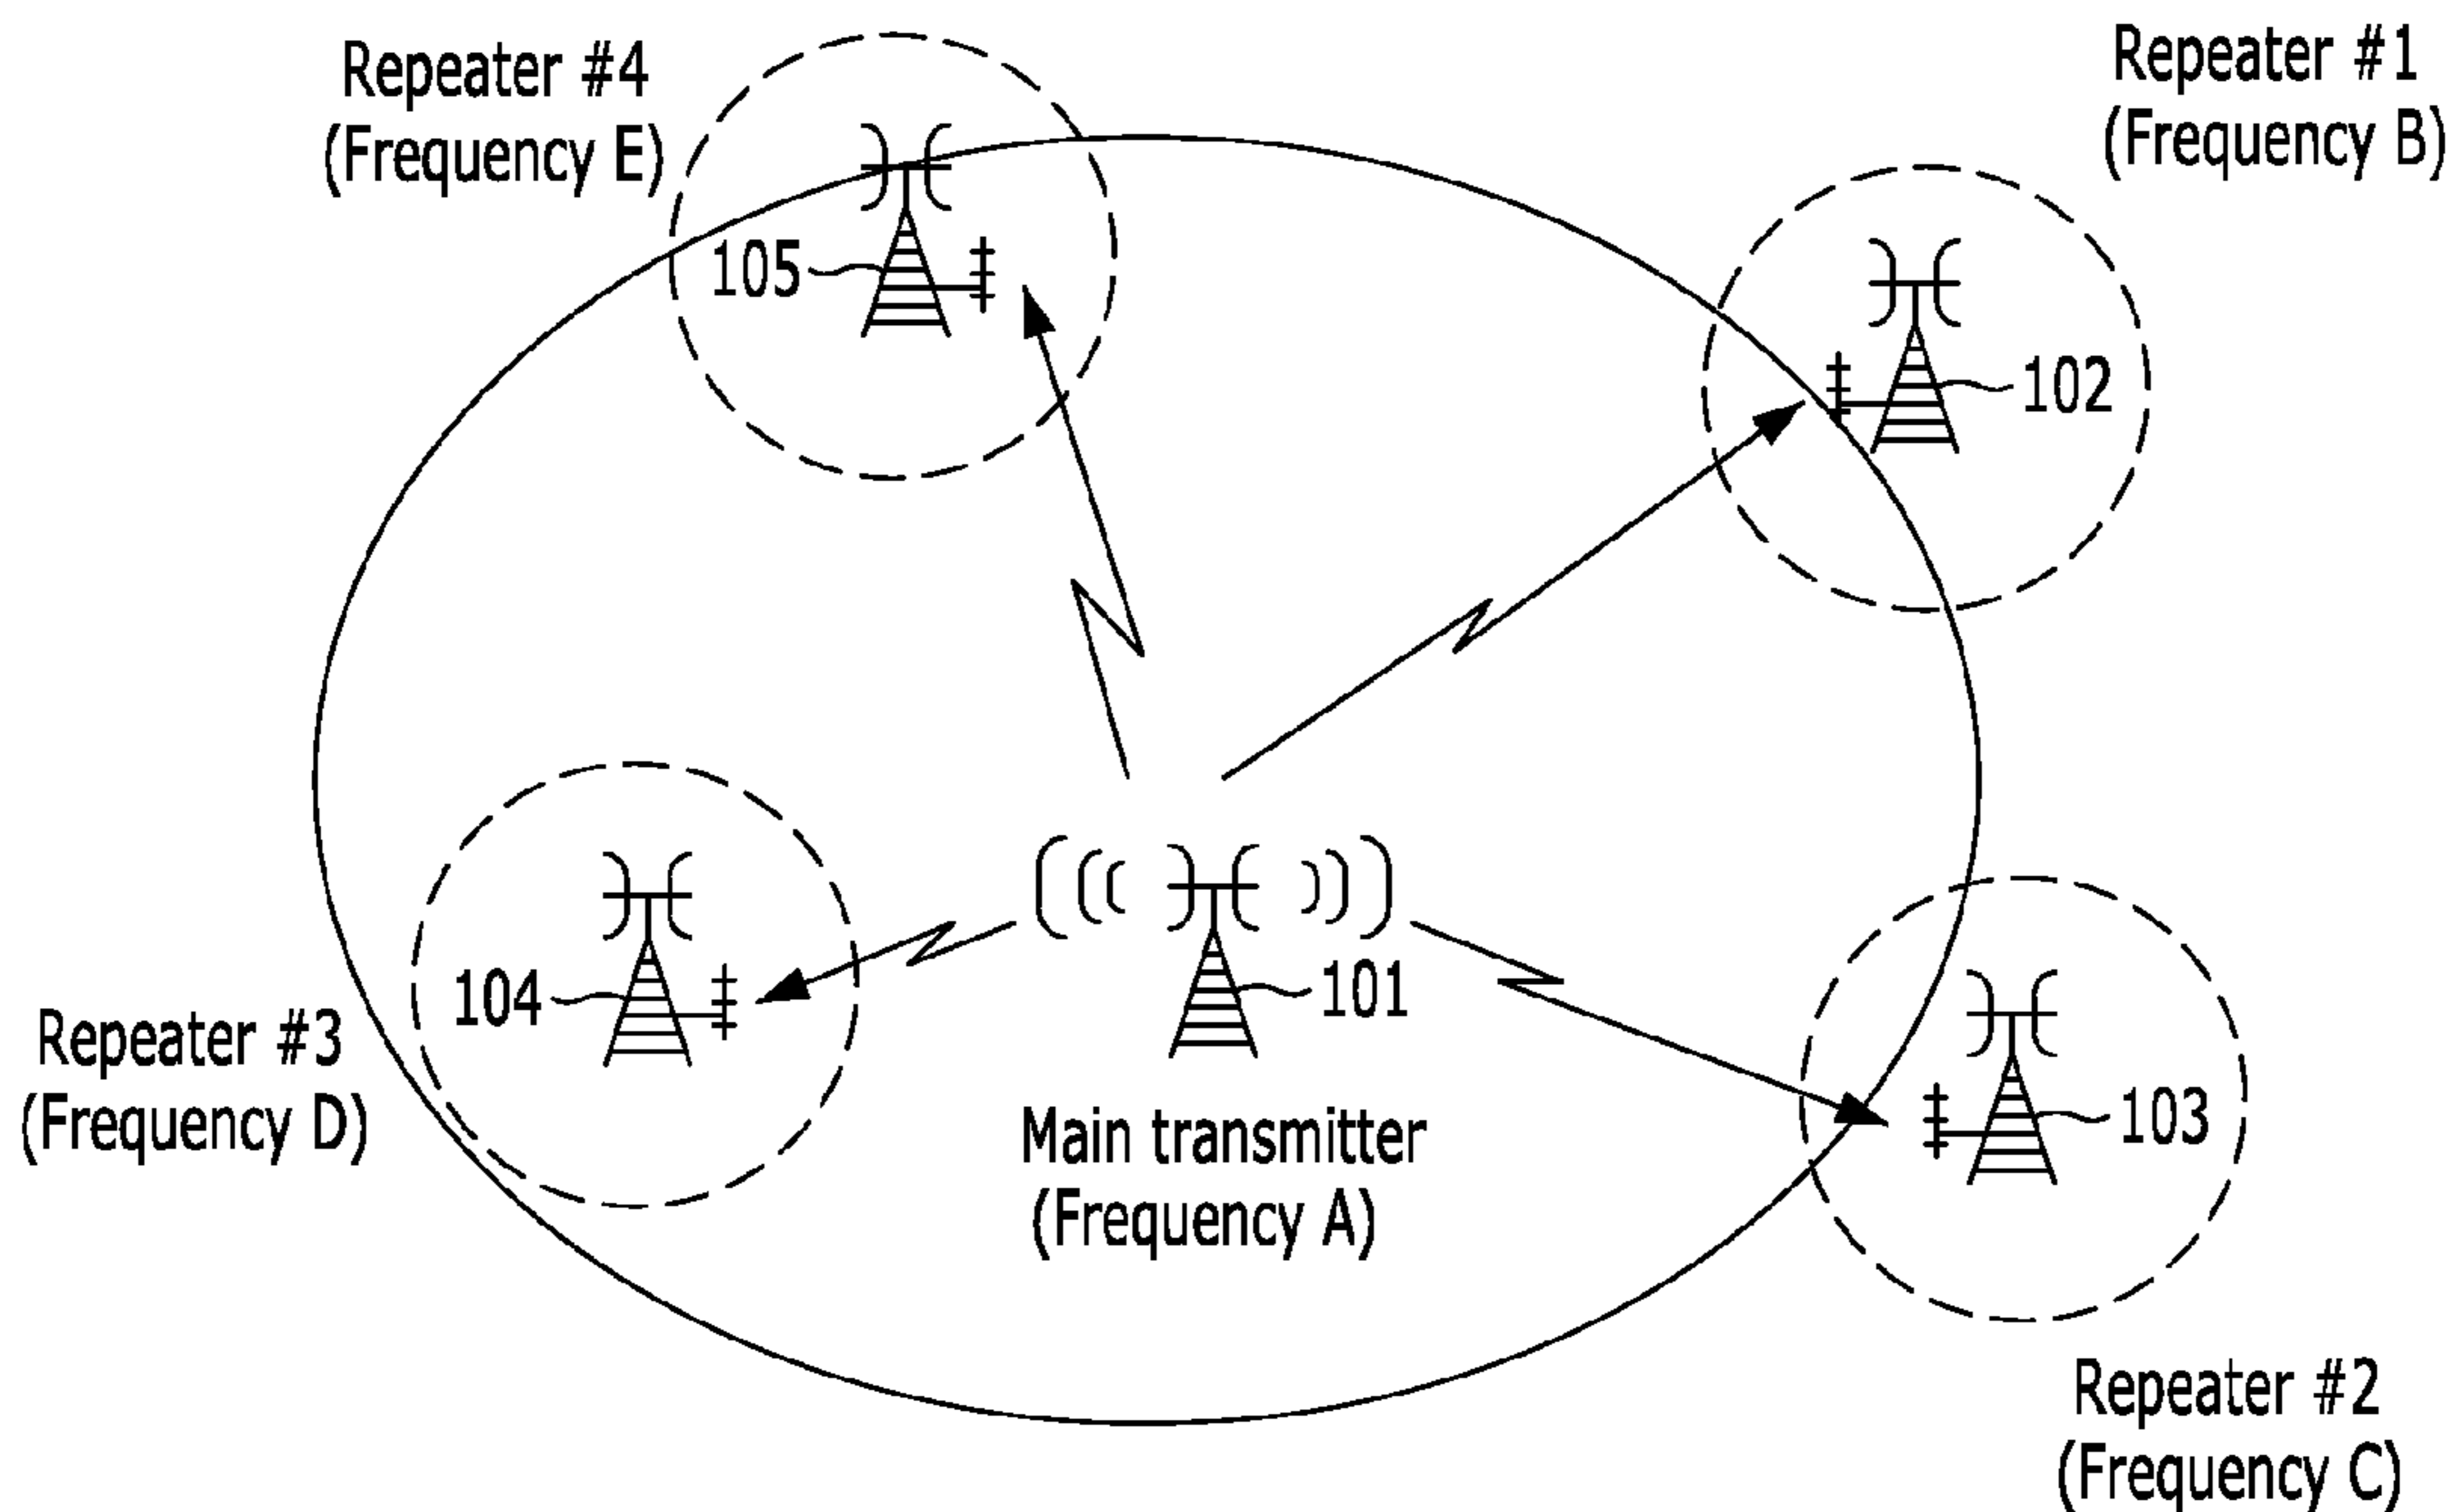 Repeater #4
(Frequency E)
Repeater #1
(Frequency B)
105
102
104
101
Repeater #3
(Frequency D)
Main transmitter
(Frequency A)
103
Repeater #2
(Frequency C)